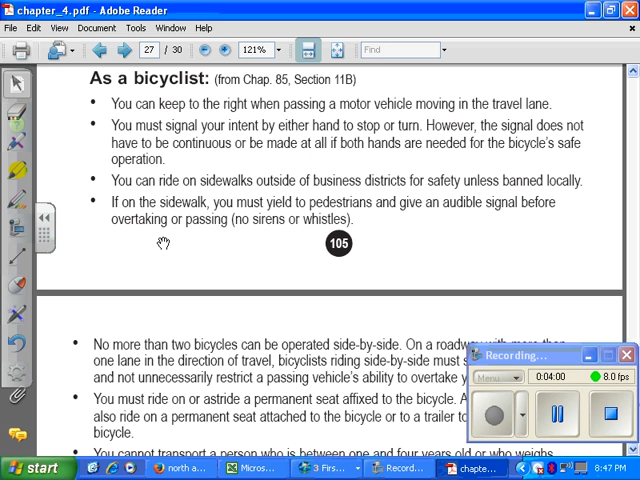 chapter_4.pdf - Adobe Reader
File Edit View Document Tools Window Help
27 / 30 121% Find
As a bicyclist: (from Chap. 85, Section 11B)
• You can keep to the right when passing a motor vehicle moving in the travel lane.
• You must signal your intent by either hand to stop or turn. However, the signal does not
have to be continuous or be made at all if both hands are needed for the bicycle's safe
operation.
• You can ride on sidewalks outside of business districts for safety unless banned locally.
• If on the sidewalk, you must yield to pedestrians and give an audible signal before
overtaking or passing (no sirens or whistles).
105
• No more than two bicycles can be operated side-by-side. On a roadway with more than
one lane in the direction of travel, bicyclists riding side-by-side must
and not unnecessarily restrict a passing vehicle's ability to overtake
• You must ride on or astride a permanent seat affixed to the bicycle.
also ride on a permanent seat attached to the bicycle or to a trailer
bicycle.
• You cannot transport a person who is between one and four years old or who weighs
Recording...
Menu 0:04:00 8.0 fps
start north a... Micros... 3 Firs... Record... chapte... 8:47 PM